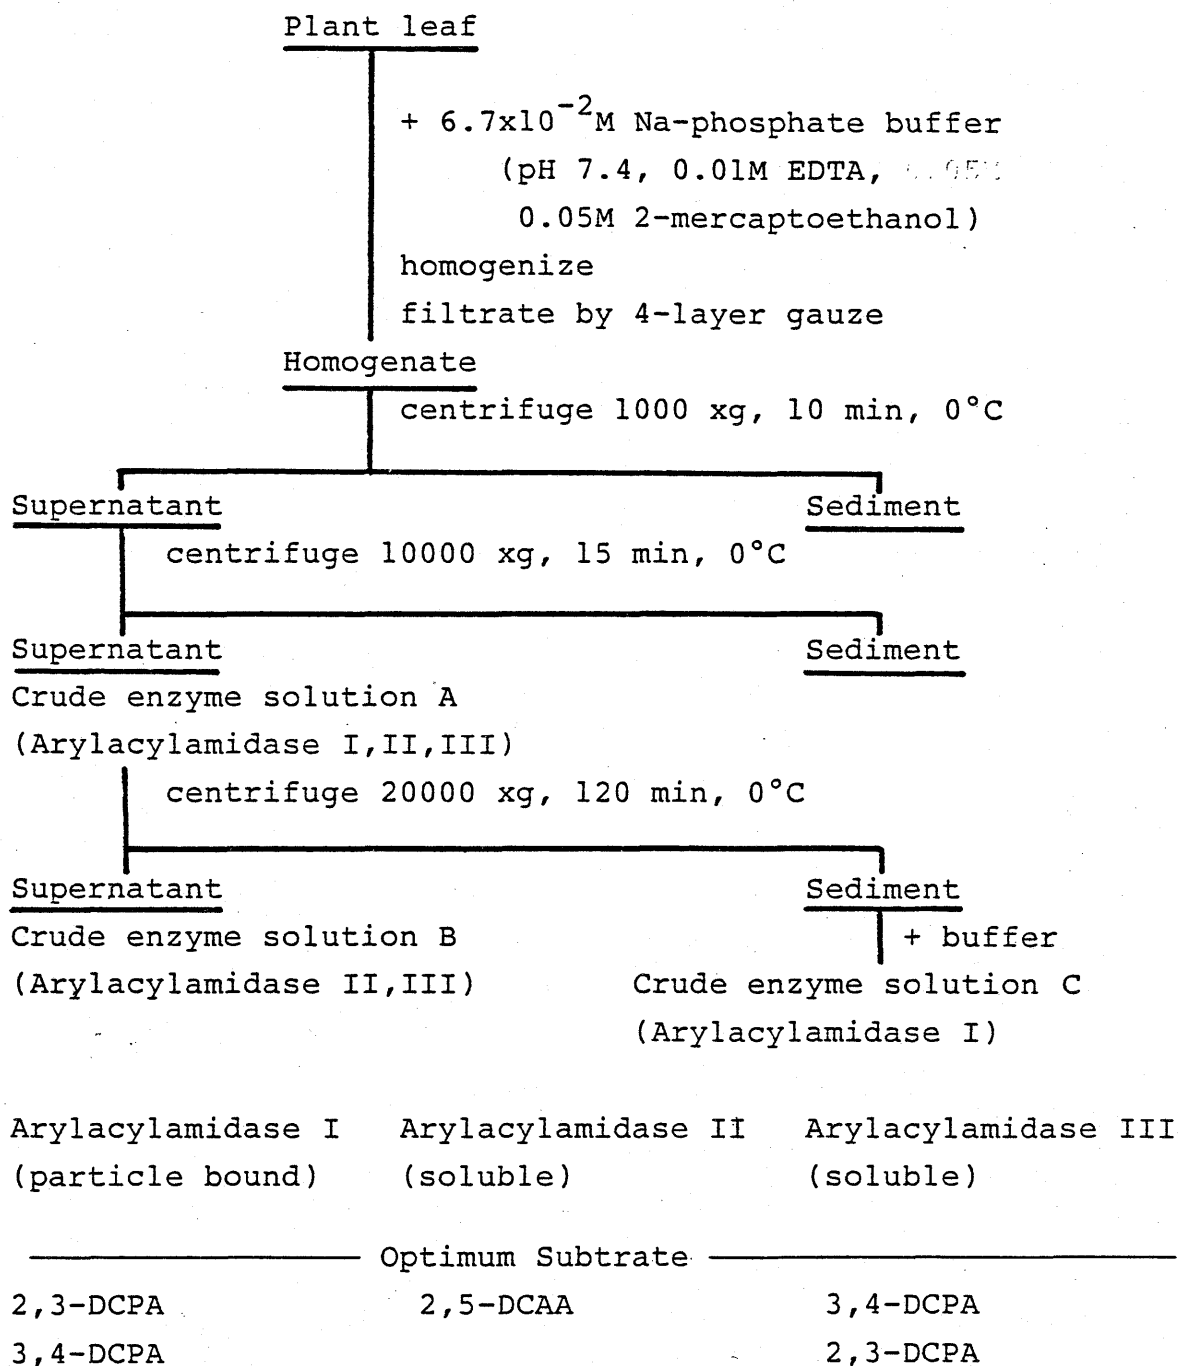 Plant leaf
+ 6.7x10⁻²M Na-phosphate buffer
(pH 7.4, 0.01M EDTA,
0.05M 2-mercaptoethanol)
homogenize
filtrate by 4-layer gauze
Homogenate
centrifuge 1000 xg, 10 min, 0°C
Supernatant Sediment
centrifuge 10000 xg, 15 min, 0°C
Supernatant Sediment
Crude enzyme solution A
(Arylacylamidase I,II,III)
centrifuge 20000 xg, 120 min, 0°C
Supernatant Sediment
Crude enzyme solution B + buffer
(Arylacylamidase II,III) Crude enzyme solution C
(Arylacylamidase I)
Arylacylamidase I Arylacylamidase II Arylacylamidase III
(particle bound) (soluble) (soluble)
Optimum Subtrate
2,3-DCPA 2,5-DCAA 3,4-DCPA
3,4-DCPA 2,3-DCPA